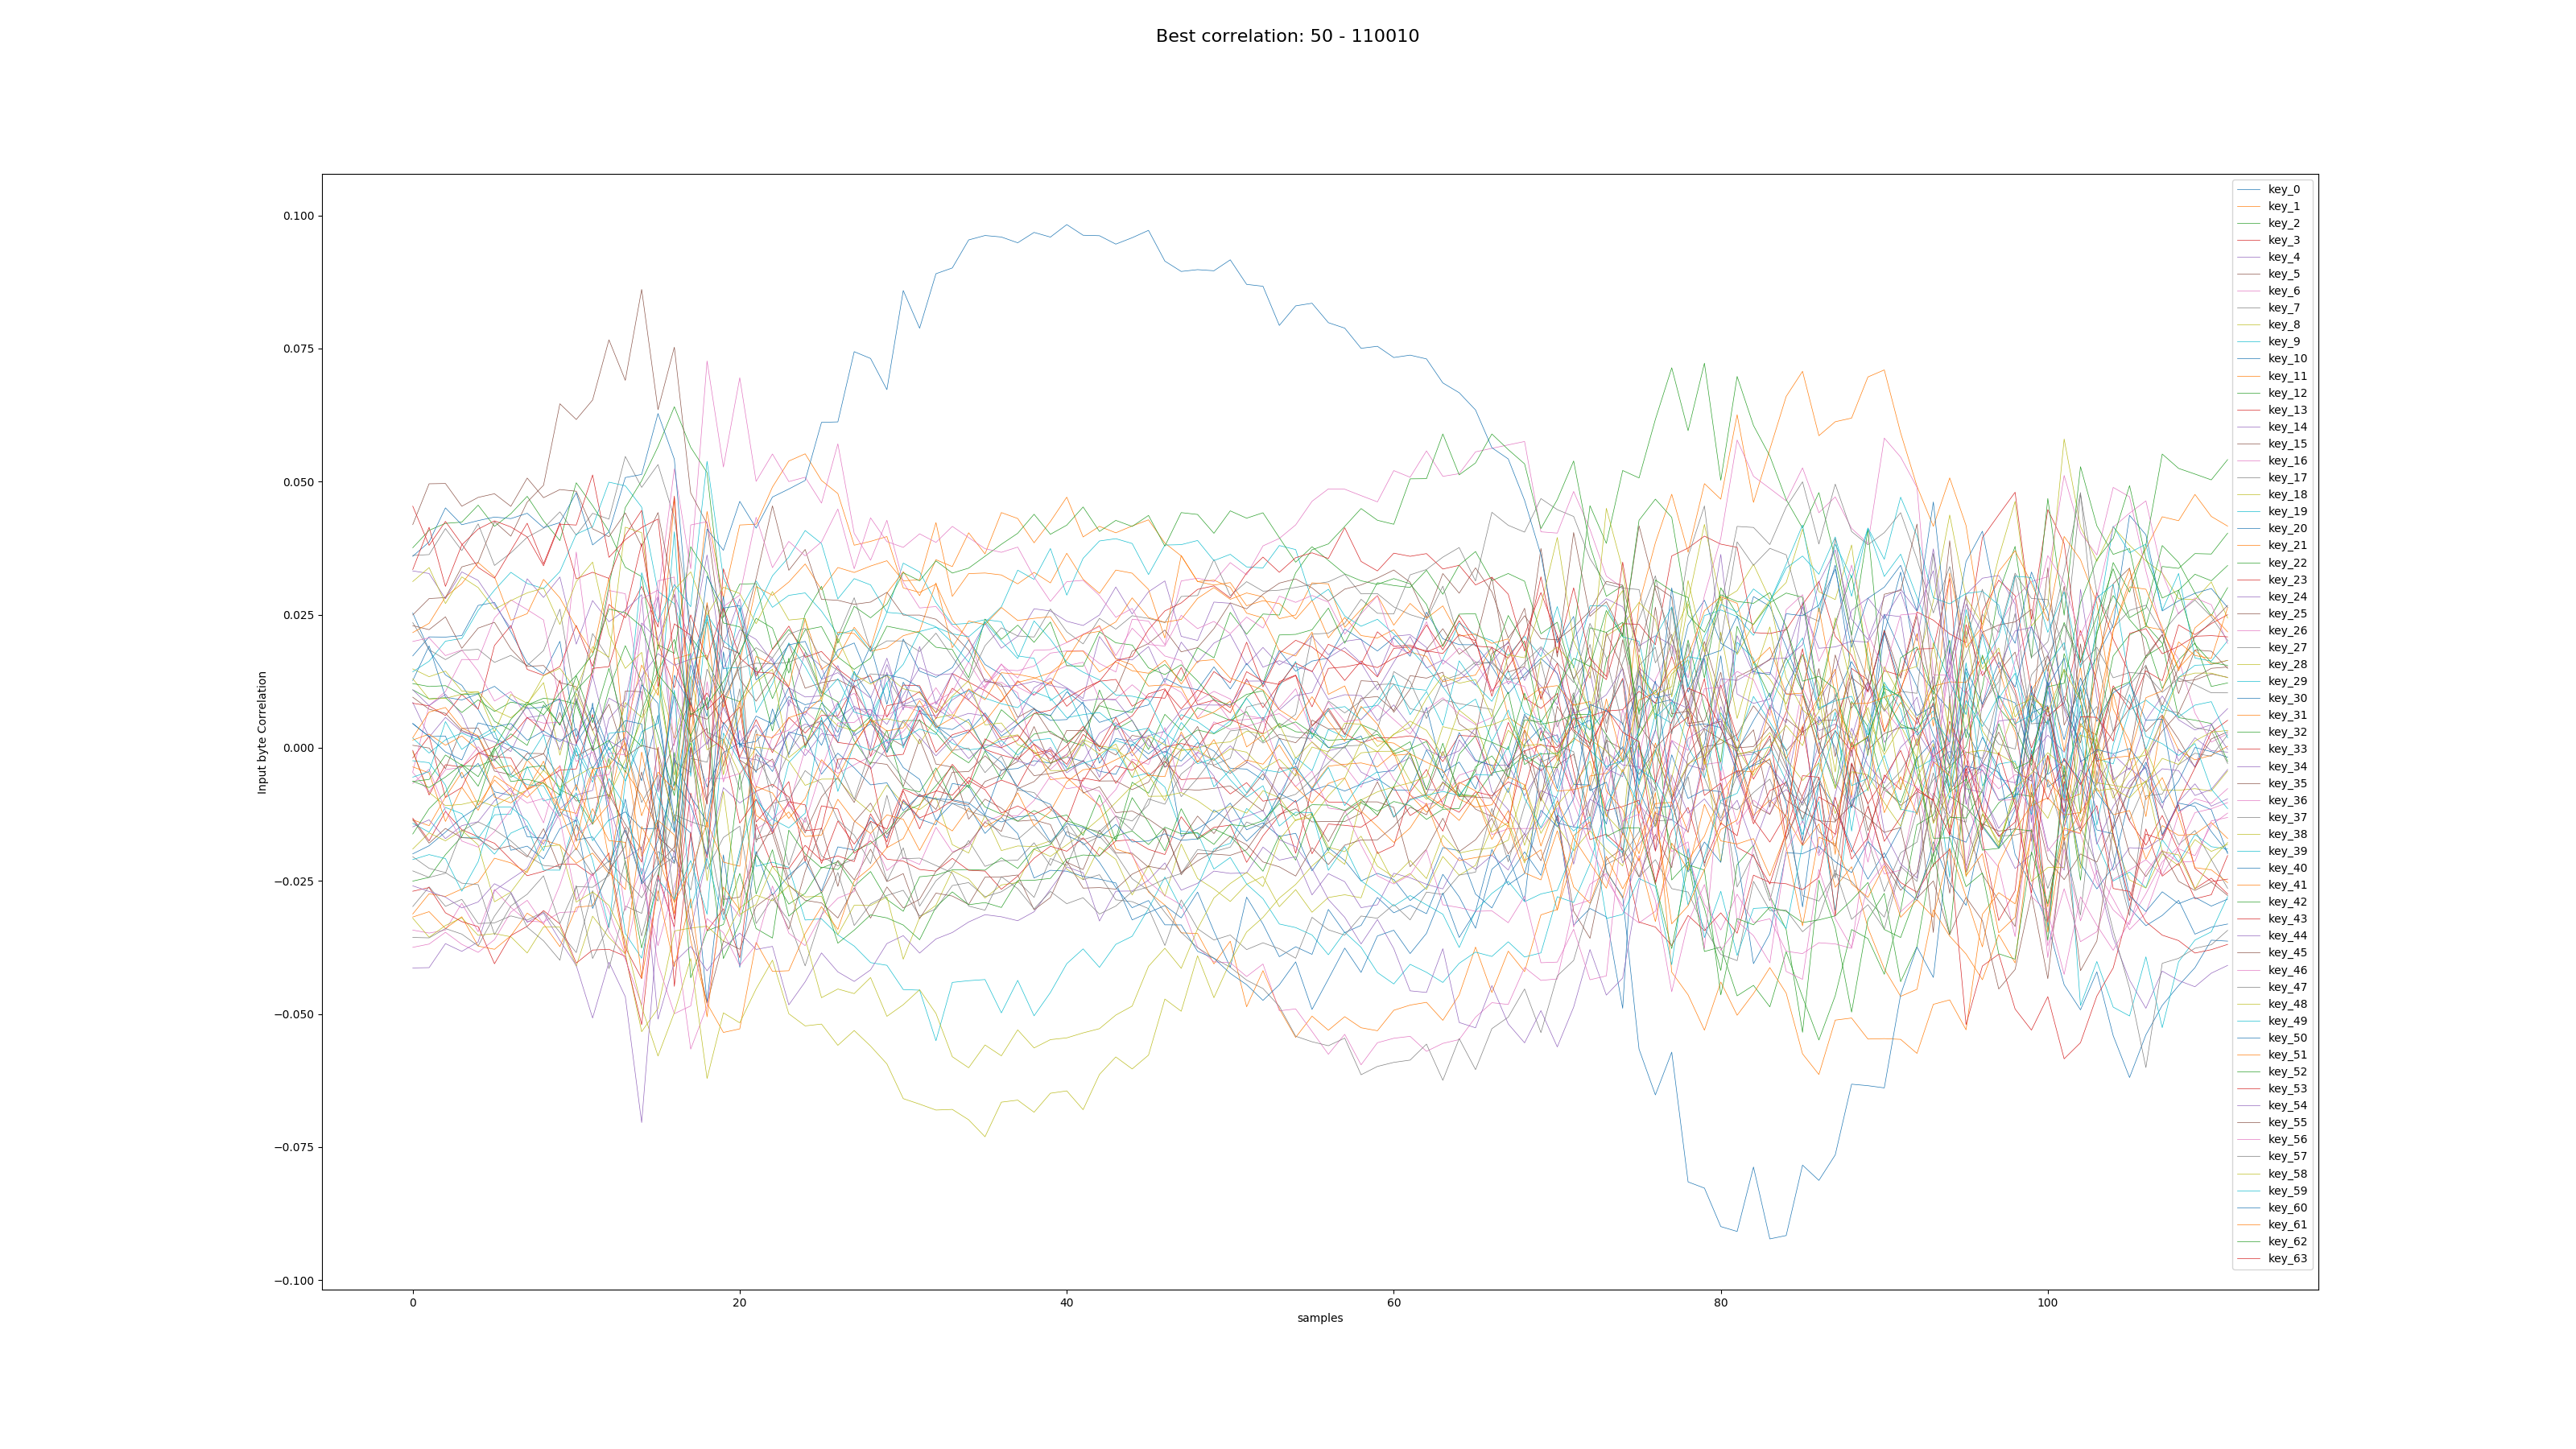 Best correlation: 50 - 110010
0.100
0.075
0.050
0.025
0.000
−0.025
−0.050
−0.075
−0.100
Input byte Correlation
0
20
40
60
80
100
samples
key_0
key_1
key_2
key_3
key_4
key_5
key_6
key_7
key_8
key_9
key_10
key_11
key_12
key_13
key_14
key_15
key_16
key_17
key_18
key_19
key_20
key_21
key_22
key_23
key_24
key_25
key_26
key_27
key_28
key_29
key_30
key_31
key_32
key_33
key_34
key_35
key_36
key_37
key_38
key_39
key_40
key_41
key_42
key_43
key_44
key_45
key_46
key_47
key_48
key_49
key_50
key_51
key_52
key_53
key_54
key_55
key_56
key_57
key_58
key_59
key_60
key_61
key_62
key_63